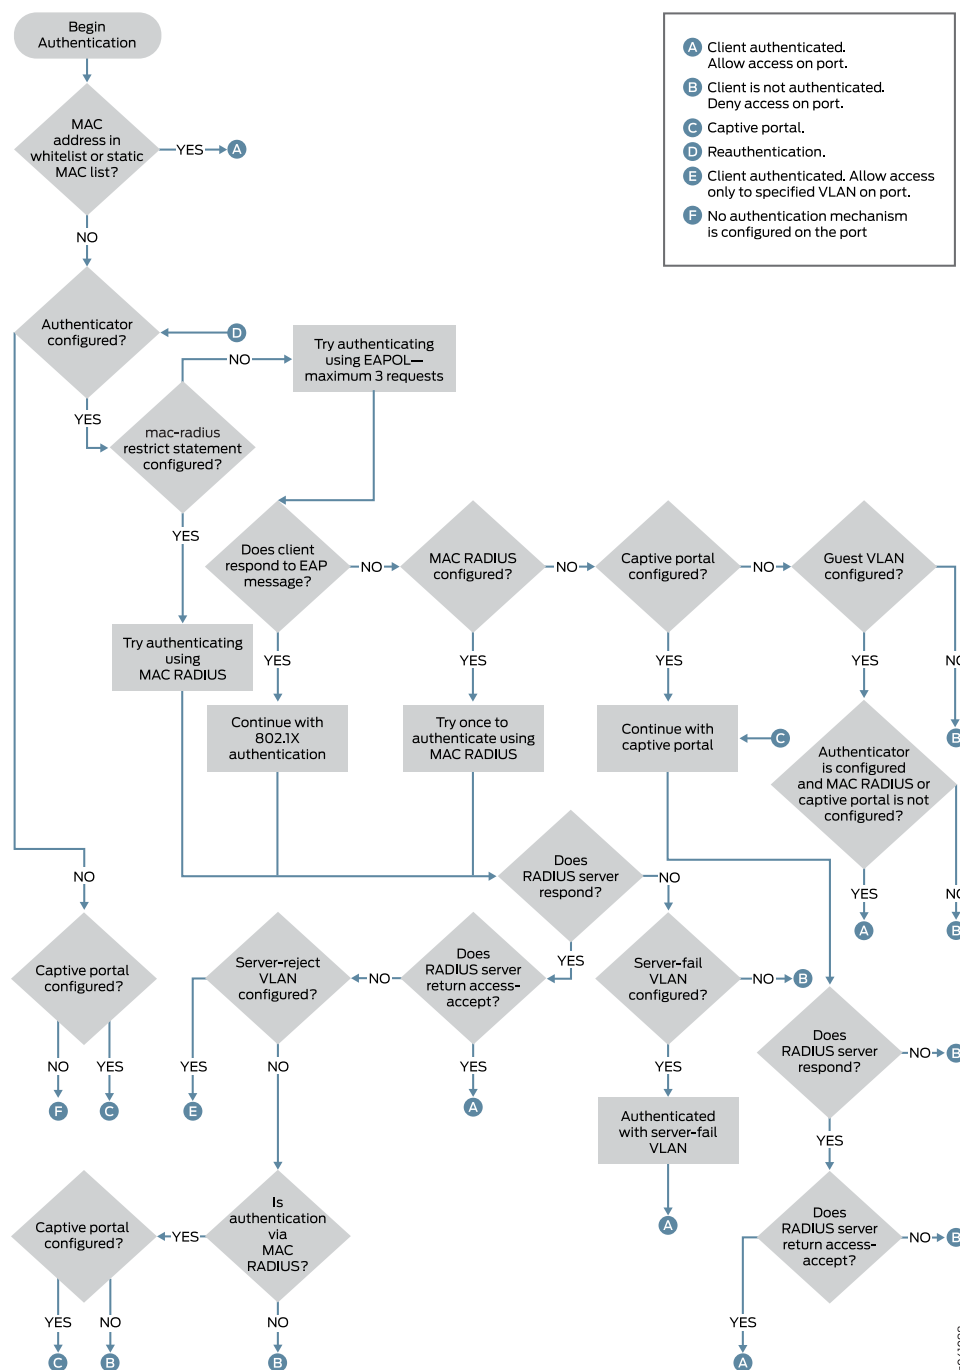 Begin
Authentication
A Client authenticated.
Allow access on port.
B Client is not authenticated.
Deny access on port.
C Captive portal.
D Reauthentication.
E Client authenticated. Allow access
only to specified VLAN on port.
F No authentication mechanism
is configured on the port
MAC
address in
whitelist or static
MAC list?
YES
A
NO
Authenticator
configured?
D
NO
Try authenticating
using EAPOL—
maximum 3 requests
YES
mac-radius
restrict statement
configured?
YES
Does client
respond to EAP
message?
NO
MAC RADIUS
configured?
NO
Captive portal
configured?
NO
Guest VLAN
configured?
Try authenticating
using
MAC RADIUS
YES
YES
YES
YES
NO
Continue with
802.1X
authentication
Try once to
authenticate using
MAC RADIUS
Continue with
captive portal
C
B
Authenticator
is configured
and MAC RADIUS or
captive portal is not
configured?
NO
Does
RADIUS server
respond?
NO
YES
NO
A
B
Captive portal
configured?
Server-reject
VLAN
configured?
NO
Does
RADIUS server
return access-
accept?
YES
Server-fail
VLAN
configured?
NO
B
Does
RADIUS server
respond?
NO
B
NO
YES
YES
NO
YES
YES
F
C
E
A
Authenticated
with server-fail
VLAN
YES
Captive portal
configured?
YES
Is
authentication
via
MAC
RADIUS?
A
Does
RADIUS server
return access-
accept?
NO
B
YES
NO
NO
YES
C
B
B
A